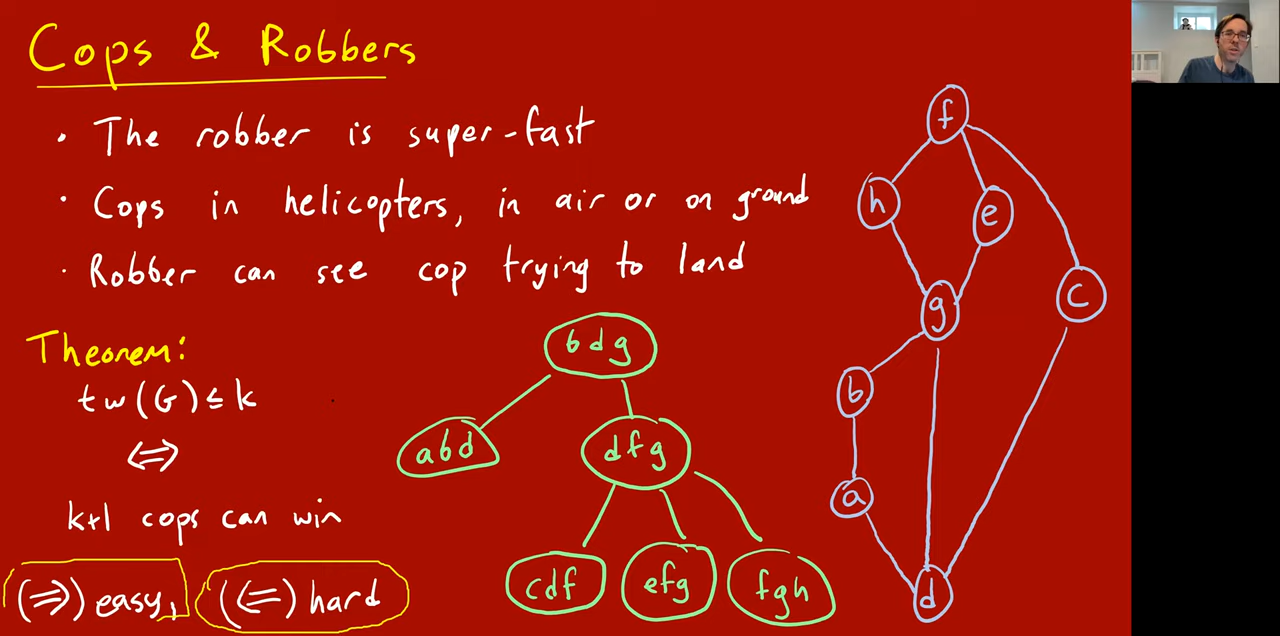 Cops & Robbers
• The robber is super-fast
• Cops in helicopters, in air or on ground
• Robber can see cop trying to land
Theorem:
tw(G) ≤ k
⇔
k+1 cops can win
(⇒) easy, (⇐) hard
bdg
abd
dfg
cdf
efg
fgh
f
h
e
g
c
b
a
d